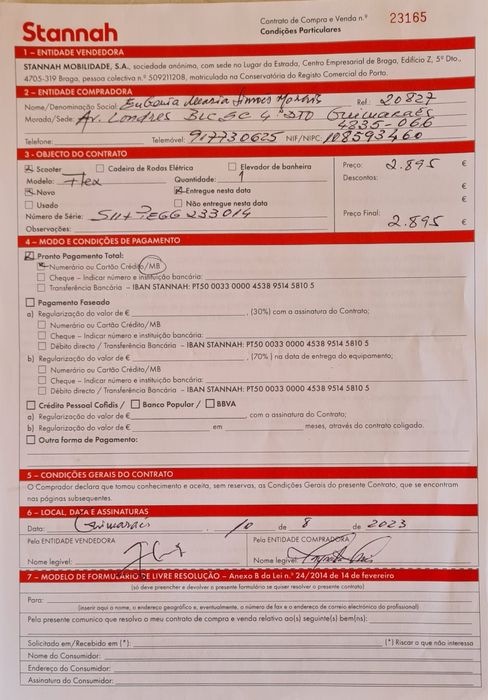 Stannah
Contrato de Compra e Venda n.º 23165
Condições Particulares
1 – ENTIDADE VENDEDORA
STANNAH MOBILIDADE, S.A., sociedade anónima, com sede no Lugar da Estrada, Centro Empresarial de Braga, Edifício Z, 5º Dto.,
4705-319 Braga, pessoa colectiva n.º 509211208, matriculada na Conservatória do Registo Comercial do Porto.
2 – ENTIDADE COMPRADORA
Nome/Denominação Social: Eugénia Maria Simões Morais Ref.: 20827
Morada/Sede: Av. Londres BLC 5C 4º DTO Guimarães
4835-066
Telefone: Telemóvel: 917730625 NIF/NIPC: 108593460
3 – OBJECTO DO CONTRATO
Scooter Cadeira de Rodas Elétrica Elevador de banheira Preço: 2.895 €
Modelo: Flex Quantidade: 1 Descontos:
Novo Entregue nesta data €
Usado Não entregue nesta data €
Número de Série: Preço Final: 2.895 €
Observações:
4 – MODO E CONDIÇÕES DE PAGAMENTO
Pronto Pagamento Total:
Numerário ou Cartão Crédito/MB
Cheque – Indicar número e instituição bancária:
Transferência Bancária – IBAN STANNAH: PT50 0033 0000 4538 9514 5810 5
Pagamento Faseado
a) Regularização do valor de € , (30%) com a assinatura do Contrato;
Numerário ou Cartão Crédito/MB
Cheque – Indicar número e instituição bancária:
Débito directo / Transferência Bancária – IBAN STANNAH: PT50 0033 0000 4538 9514 5810 5
b) Regularização do valor de € , (70%) na data de entrega do equipamento;
Numerário ou Cartão Crédito/MB
Cheque – Indicar número e instituição bancária:
Débito directo / Transferência Bancária – IBAN STANNAH: PT50 0033 0000 4538 9514 5810 5
Crédito Pessoal Cofidis / Banco Popular / BBVA
a) Regularização do valor de € , com a assinatura do Contrato;
b) Regularização do valor de € em meses, através do contrato coligado.
Outra forma de Pagamento:
5 – CONDIÇÕES GERAIS DO CONTRATO
O Comprador declara que tomou conhecimento e aceita, sem reservas, as Condições Gerais do presente Contrato, que se encontram
nas páginas subsequentes.
6 – LOCAL, DATA E ASSINATURAS
Data: Guimarães , 10 de 8 de 2023
Pela ENTIDADE VENDEDORA Pela ENTIDADE COMPRADORA
Nome legível: Nome legível:
7 – MODELO DE FORMULÁRIO DE LIVRE RESOLUÇÃO – Anexo B da Lei n.º 24/2014 de 14 de fevereiro
(só deve preencher e devolver o presente formulário se quiser resolver o presente contrato)
Para:
(inserir aqui o nome, o endereço geográfico e, eventualmente, o número de fax e o endereço de correio electrónico do profissional)
Pela presente comunico que resolvo o meu contrato de compra e venda relativo ao(s) seguinte(s) bem(ns):
Solicitado em/Recebido em (*): (*) Riscar o que não interessa
Nome do Consumidor:
Endereço do Consumidor:
Assinatura do Consumidor: